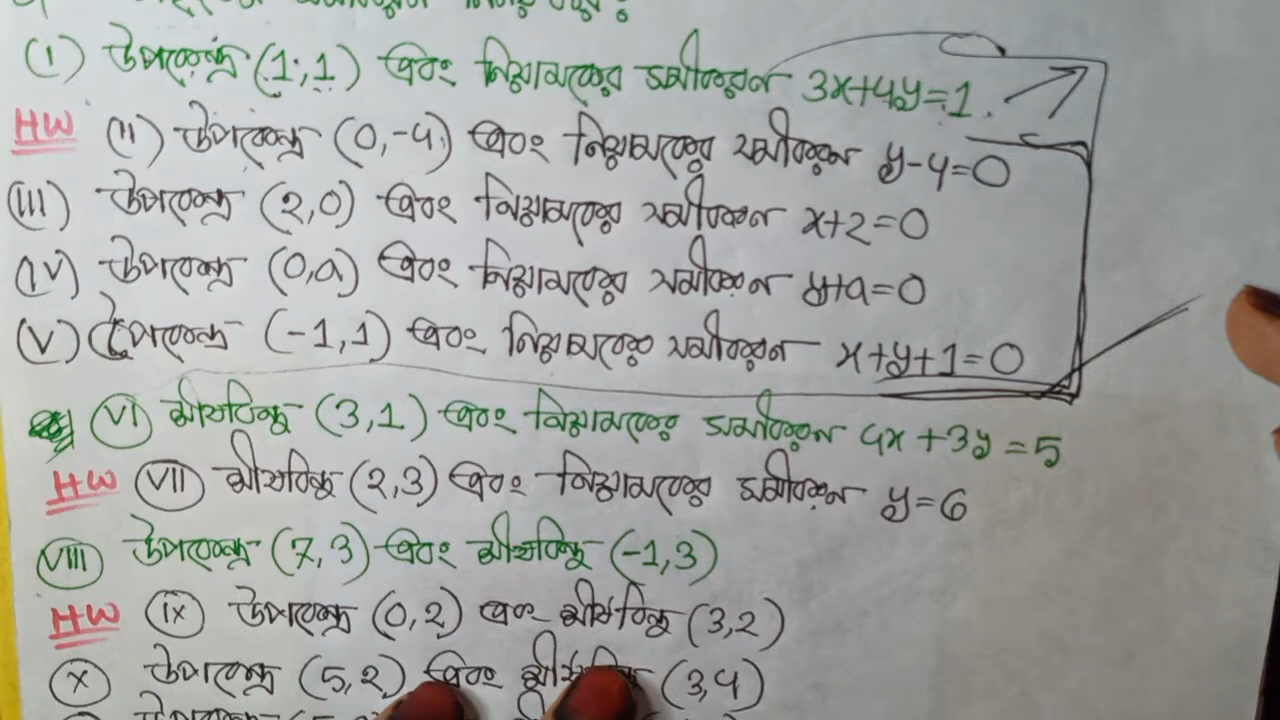 (I) উপকেন্দ্র (1,1) এবং নিয়ামকের সমীকরণ 3x+4y=1.
HW (II) উপকেন্দ্র (0,-4) এবং নিয়ামকের সমীকরণ y-4=0
(III) উপকেন্দ্র (2,0) এবং নিয়ামকের সমীকরণ x+2=0
(IV) উপকেন্দ্র (0,a) এবং নিয়ামকের সমীকরণ y+a=0
(V) উপকেন্দ্র (-1,1) এবং নিয়ামকের সমীকরণ x+y+1=0
(VI) শীর্ষবিন্দু (3,1) এবং নিয়ামকের সমীকরণ 4x+3y=5
HW (VII) শীর্ষবিন্দু (2,3) এবং নিয়ামকের সমীকরণ y=6
(VIII) উপকেন্দ্র (7,3) এবং শীর্ষবিন্দু (-1,3)
HW (ix) উপকেন্দ্র (0,2) এবং শীর্ষবিন্দু (3,2)
(x) উপকেন্দ্র (5,2) এবং শীর্ষবিন্দু (3,4)